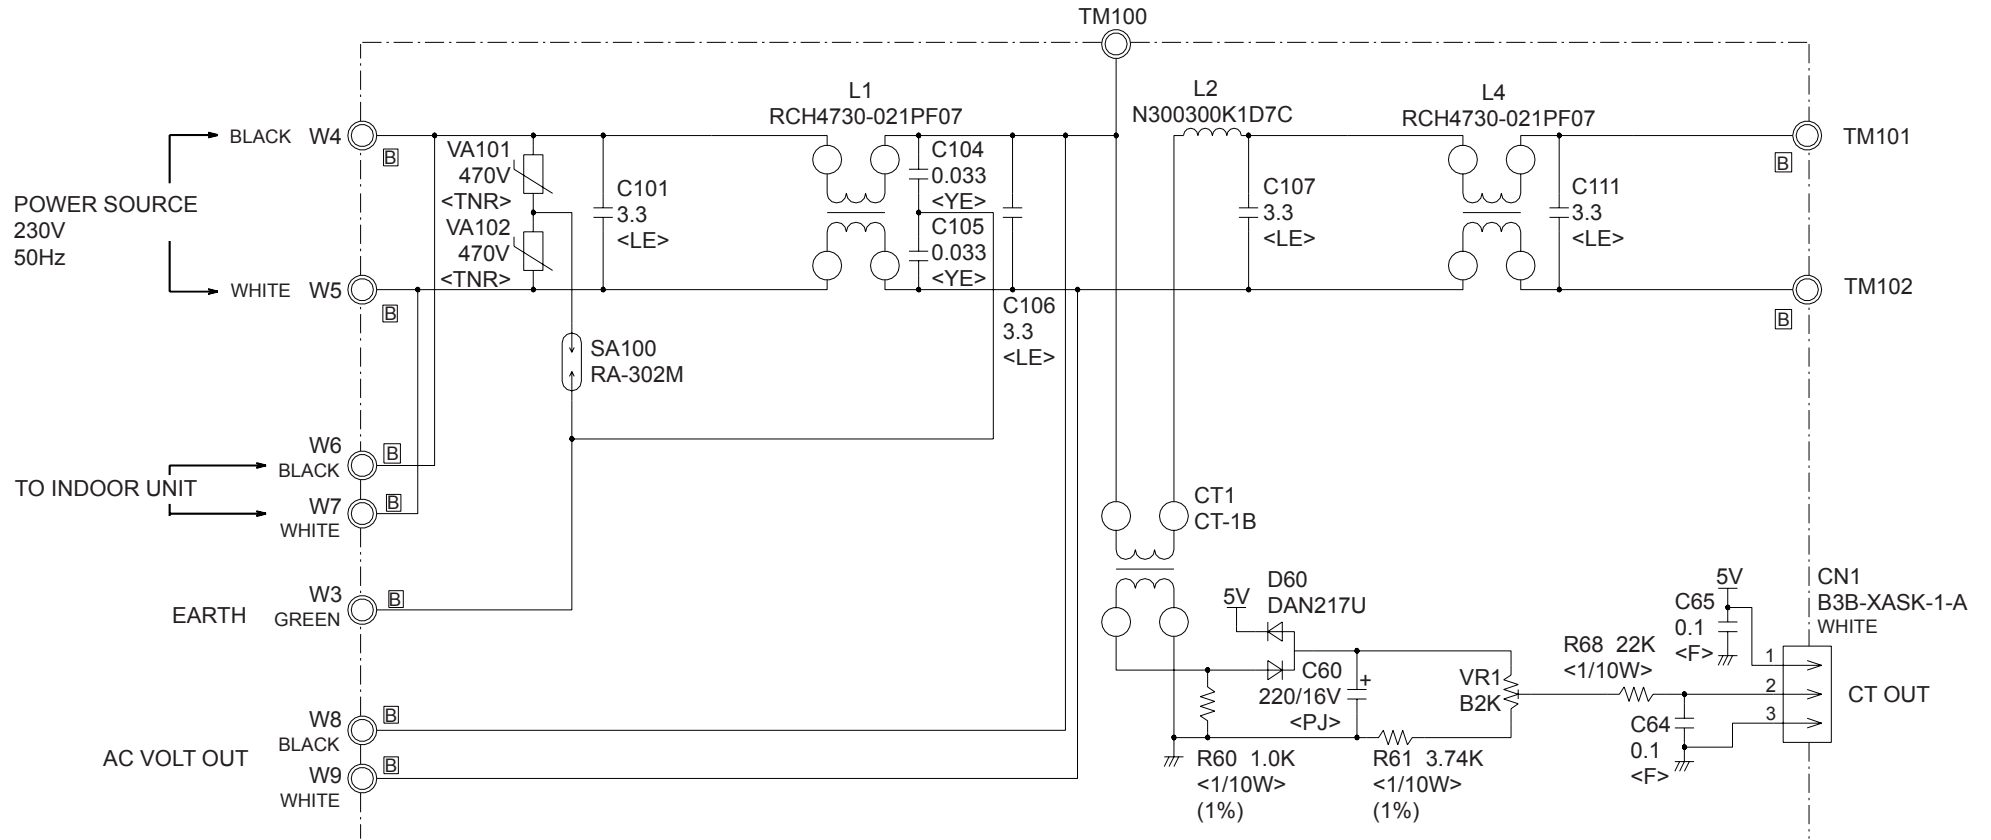 TM100
L1
RCH4730-021PF07
L2
N300300K1D7C
L4
RCH4730-021PF07
BLACK W4
B
POWER SOURCE
230V
50Hz
WHITE W5
B
VA101
470V
<TNR>
VA102
470V
<TNR>
C101
3.3
<LE>
C104
0.033
<YE>
C105
0.033
<YE>
C106
3.3
<LE>
C107
3.3
<LE>
C111
3.3
<LE>
TM101
B
TM102
B
SA100
RA-302M
W6
BLACK
B
TO INDOOR UNIT
W7
WHITE
B
EARTH
W3
GREEN
B
CT1
CT-1B
5V
D60
DAN217U
C60
220/16V
<PJ>
+
R60 1.0K
<1/10W>
(1%)
R61 3.74K
<1/10W>
(1%)
VR1
B2K
R68 22K
<1/10W>
5V
C65
0.1
<F>
C64
0.1
<F>
CN1
B3B-XASK-1-A
WHITE
1
2
3
CT OUT
W8
BLACK
B
AC VOLT OUT
W9
WHITE
B